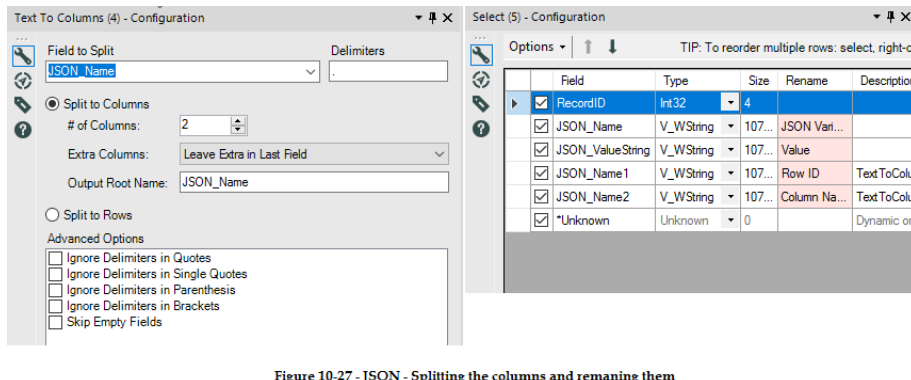 Text To Columns (4) - Configuration
Field to Split
Delimiters
JSON_Name
.
Split to Columns
# of Columns:
2
Extra Columns:
Leave Extra in Last Field
Output Root Name:
JSON_Name
Split to Rows
Advanced Options
Ignore Delimiters in Quotes
Ignore Delimiters in Single Quotes
Ignore Delimiters in Parenthesis
Ignore Delimiters in Brackets
Skip Empty Fields
Select (5) - Configuration
Options
TIP: To reorder multiple rows: select, right-c
Field Type Size Rename Description
RecordID Int32 4
JSON_Name V_WString 107... JSON Vari...
JSON_ValueString V_WString 107... Value
JSON_Name1 V_WString 107... Row ID TextToColu
JSON_Name2 V_WString 107... Column Na... TextToColu
*Unknown Unknown 0 Dynamic or
Figure 10-27 - JSON - Splitting the columns and remaning them